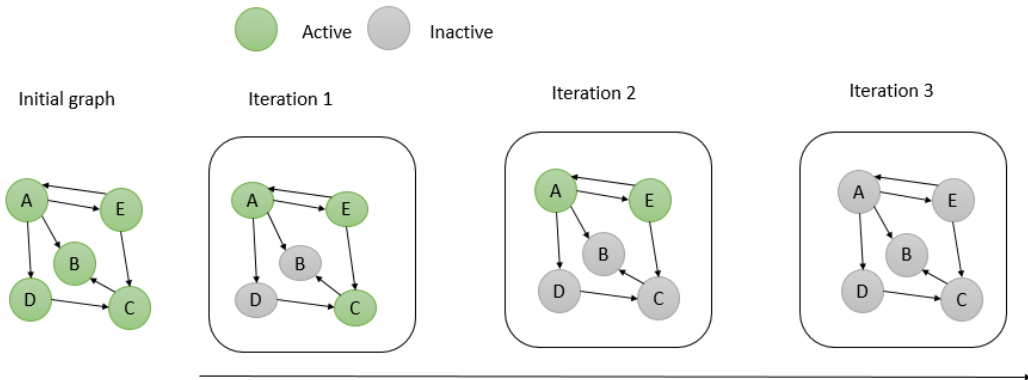 Active Inactive
Initial graph Iteration 1 Iteration 2 Iteration 3
A E B D C
A E B D C
A E B D C
A E B D C